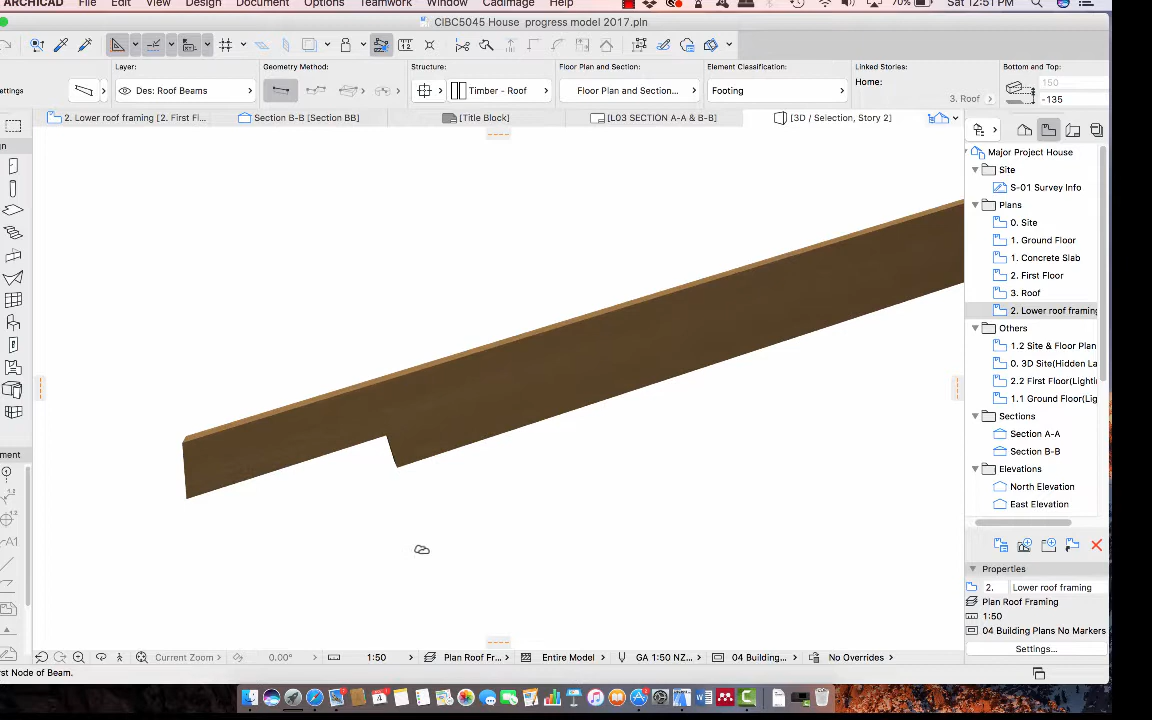 ARCHICAD File Edit View Design Document Options Teamwork Window Cadimage Help 70% Sat 12:51 PM
CIBC5045 House progress model 2017.pln
Layer: Geometry Method: Structure: Floor Plan and Section: Element Classification: Linked Stories: Bottom and Top:
ettings Des: Roof Beams Timber - Roof Floor Plan and Section... Footing Home: 150
3. Roof -135
2. Lower roof framing [2. First Fl... Section B-B [Section BB] [Title Block] [L03 SECTION A-A & B-B] [3D / Selection, Story 2]
Major Project House
Site
S-01 Survey Info
Plans
0. Site
1. Ground Floor
1. Concrete Slab
2. First Floor
3. Roof
2. Lower roof framing
Others
1.2 Site & Floor Plan
0. 3D Site(Hidden La
2.2 First Floor(Lighti
1.1 Ground Floor(Lig
Sections
Section A-A
Section B-B
Elevations
North Elevation
East Elevation
Properties
2. Lower roof framing
Plan Roof Framing
1:50
04 Building Plans No Markers
Settings...
gn
ment
A1
Current Zoom 0.00° 1:50 Plan Roof Fr... Entire Model GA 1:50 NZ... 04 Building... No Overrides
rst Node of Beam.